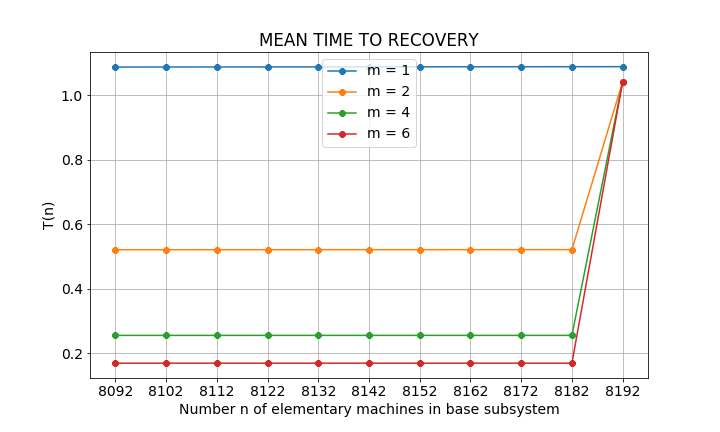 MEAN TIME TO RECOVERY
m = 1
m = 2
m = 4
m = 6
T(n)
1.0
0.8
0.6
0.4
0.2
8092 8102 8112 8122 8132 8142 8152 8162 8172 8182 8192
Number n of elementary machines in base subsystem